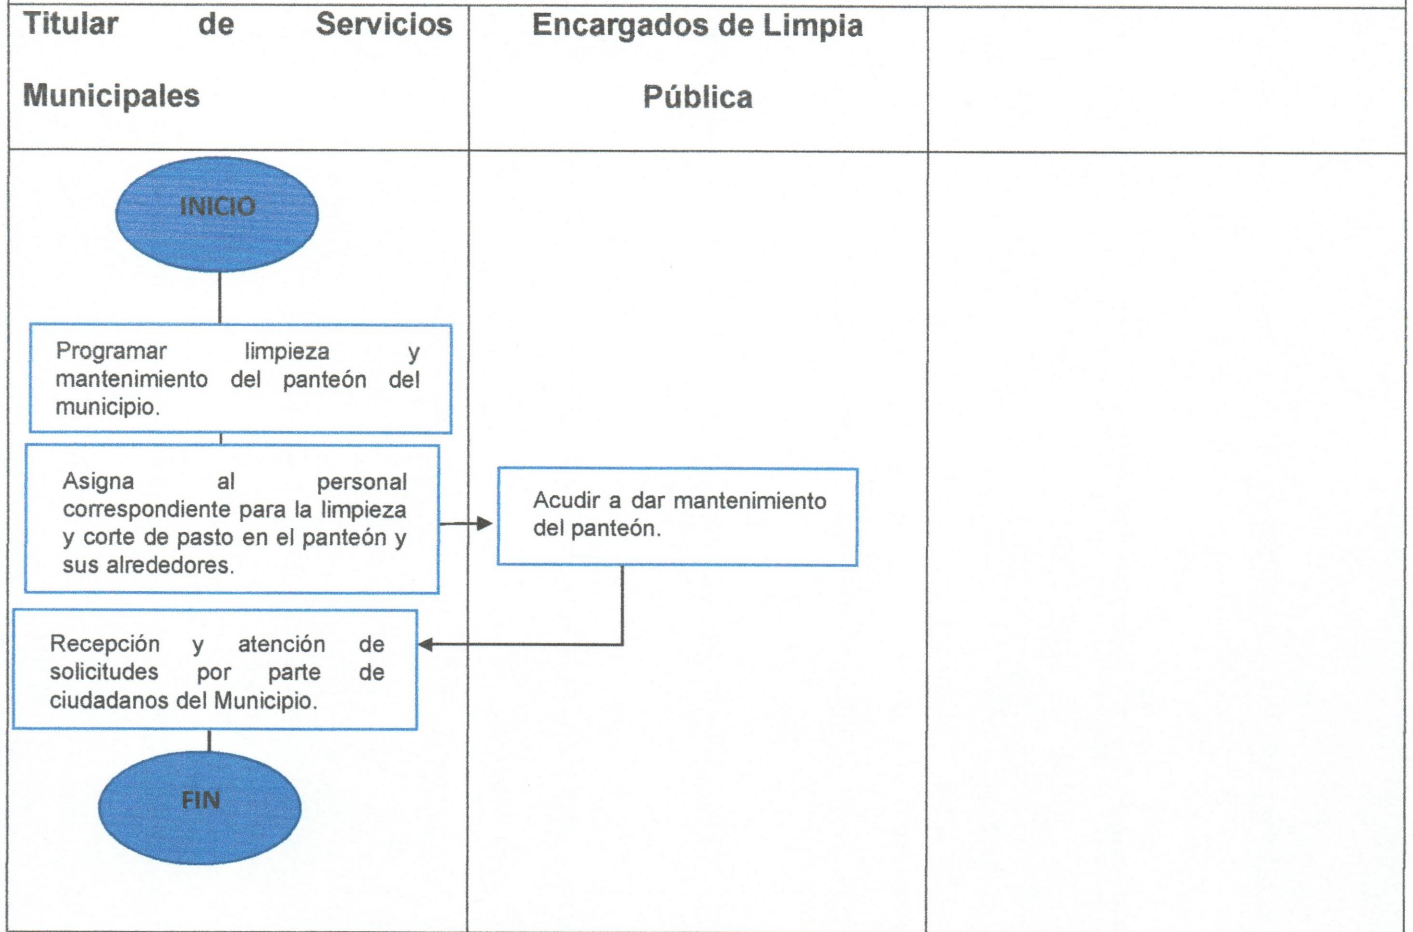 Titular de Servicios
Municipales
Encargados de Limpia
Pública
INICIO
Programar limpieza y
mantenimiento del panteón del
municipio.
Asigna al personal
correspondiente para la limpieza
y corte de pasto en el panteón y
sus alrededores.
Acudir a dar mantenimiento
del panteón.
Recepción y atención de
solicitudes por parte de
ciudadanos del Municipio.
FIN